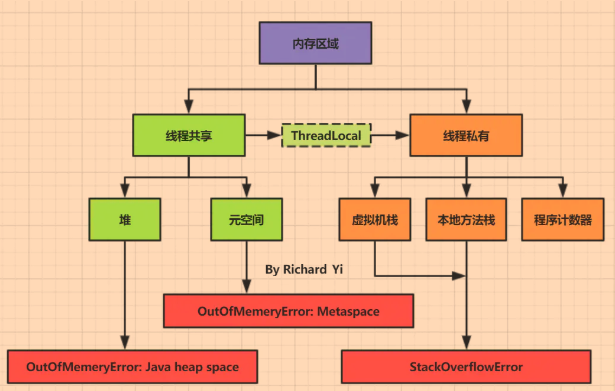 内存区域
线程共享
ThreadLocal
线程私有
堆
元空间
虚拟机栈
本地方法栈
程序计数器
By Richard Yi
OutOfMemeryError: Metaspace
OutOfMemeryError: Java heap space
StackOverflowError